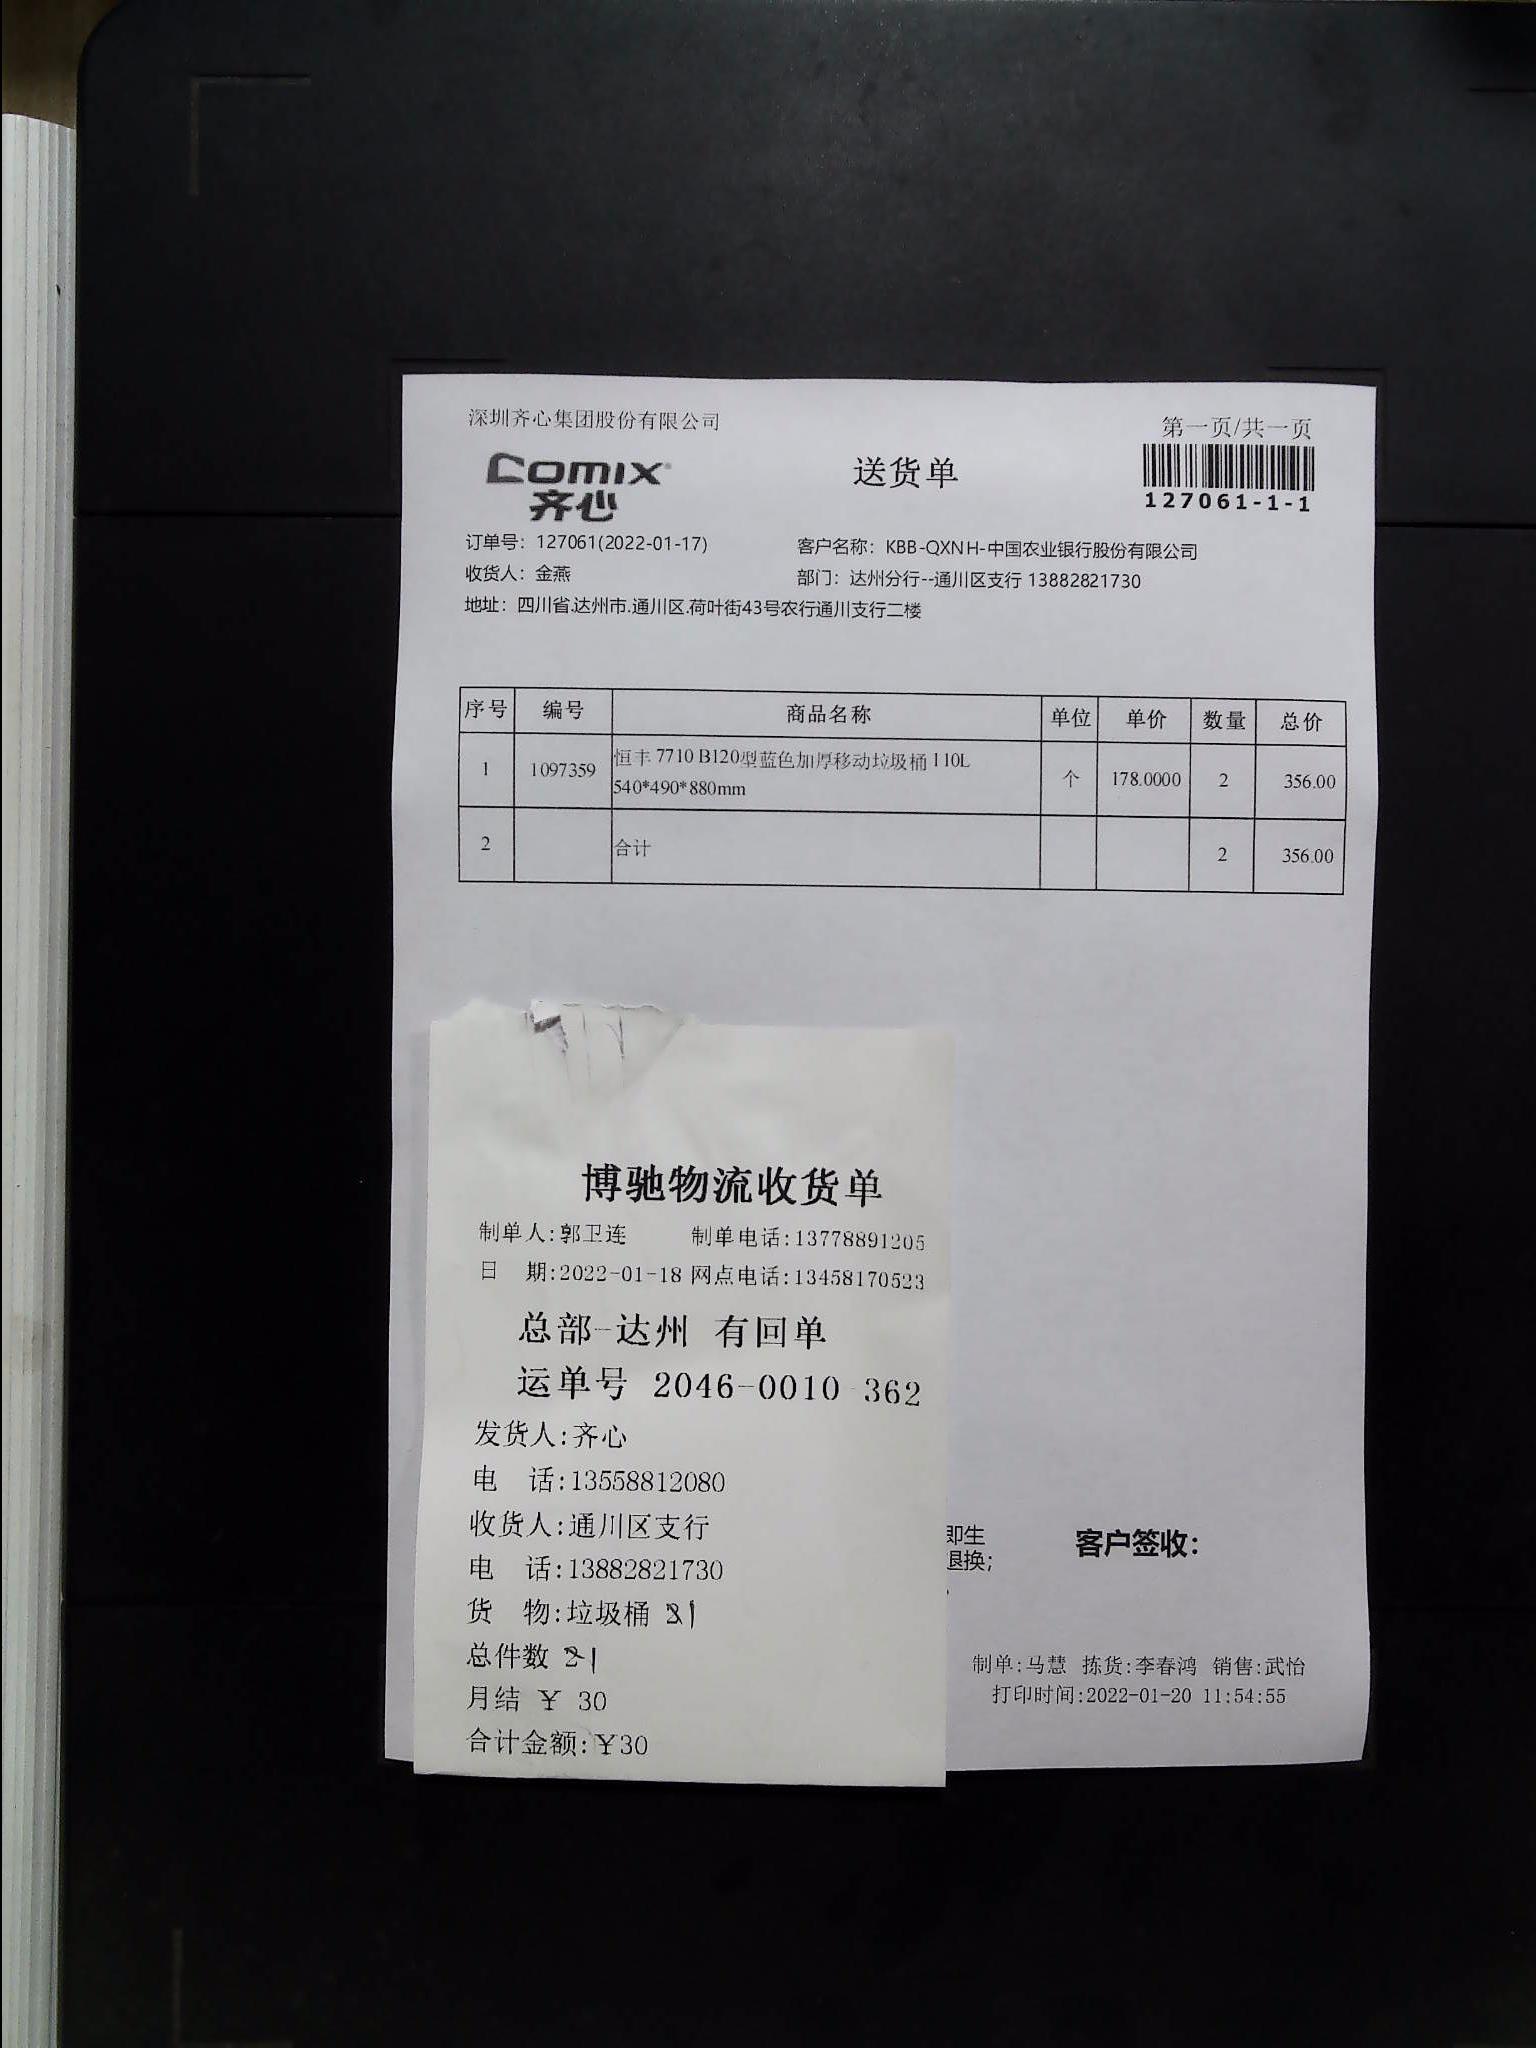 深圳齐心集团股份有限公司
第一页/共一页
COMIX
齐心
送货单
127061-1-1
订单号：127061(2022-01-17)
客户名称：KBB-QXNH-中国农业银行股份有限公司
收货人：金燕
部门：达州分行--通川区支行 13882821730
地址：四川省.达州市.通川区.荷叶街43号农行通川支行二楼
序号 编号 商品名称 单位 单价 数量 总价
1 1097359 恒丰 7710 B120型蓝色加厚移动垃圾桶 110L 个 178.0000 2 356.00
540*490*880mm
2 合计 2 356.00
博驰物流收货单
制单人:郭卫连 制单电话:13778891205
日 期:2022-01-18 网点电话:13458170523
总部-达州 有回单
运单号 2046-0010-362
发货人:齐心
电 话:13558812080
收货人:通川区支行
电 话:13882821730
货 物:垃圾桶 1
总件数 1
月结 ￥ 30
合计金额:￥30
即生
退换;
客户签收：
制单:马慧 拣货:李春鸿 销售:武怡
打印时间:2022-01-20 11:54:55